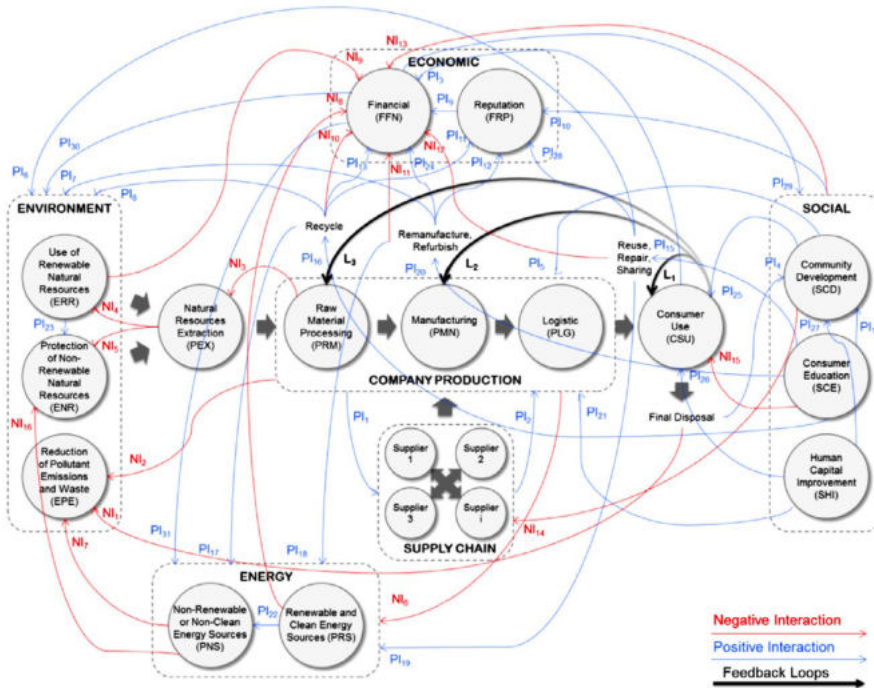 NI13
NI9
ECONOMIC
PI3
Financial
(FFN)
Reputation
(FRP)
NI8
PI9
PI10
PI30
NI10
PI11
NI12
PI6
PI7
PI13
PI24
NI11
PI12
PI28
PI8
PI29
ENVIRONMENT
SOCIAL
Recycle
Remanufacture,
Refurbish
Reuse,
Repair,
Sharing
PI15
Use of
Renewable
Natural
Resources
(ERR)
NI3
PI16
L3
PI20
L2
PI5
L1
PI4
Community
Development
(SCD)
NI4
PI23
NI5
Natural
Resources
Extraction
(PEX)
Raw
Material
Processing
(PRM)
Manufacturing
(PMN)
Logistic
(PLG)
Consumer
Use
(CSU)
PI25
PI27
Protection of
Non-
Renewable
Natural
Resources
(ENR)
NI15
COMPANY PRODUCTION
PI26
Consumer
Education
(SCE)
NI16
PI1
PI2
PI21
Final Disposal
Reduction
of Pollutant
Emissions
and Waste
(EPE)
NI2
Supplier
1
Supplier
2
Supplier
3
Supplier
i
Human
Capital
Improvement
(SHI)
NI1
NI7
PI31
PI17
PI18
NI14
SUPPLY CHAIN
ENERGY
NI6
Non-Renewable
or Non-Clean
Energy Sources
(PNS)
PI22
Renewable and
Clean Energy
Sources (PRS)
PI19
Negative Interaction
Positive Interaction
Feedback Loops